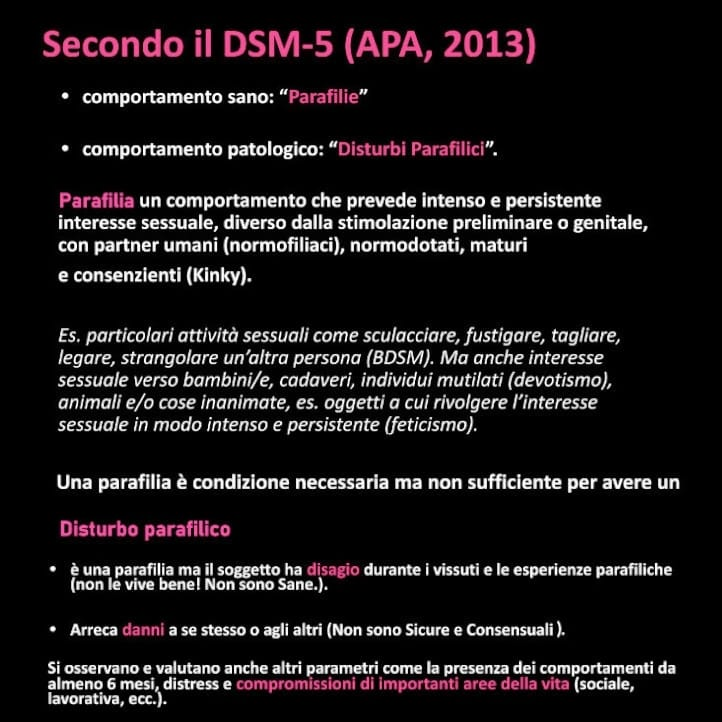 Secondo il DSM-5 (APA, 2013)
• comportamento sano: “Parafilie”
• comportamento patologico: “Disturbi Parafilici”.
Parafilia un comportamento che prevede intenso e persistente
interesse sessuale, diverso dalla stimolazione preliminare o genitale,
con partner umani (normofiliaci), normodotati, maturi
e consenzienti (Kinky).
Es. particolari attività sessuali come sculacciare, fustigare, tagliare,
legare, strangolare un’altra persona (BDSM). Ma anche interesse
sessuale verso bambini/e, cadaveri, individui mutilati (devotismo),
animali e/o cose inanimate, es. oggetti a cui rivolgere l’interesse
sessuale in modo intenso e persistente (feticismo).
Una parafilia è condizione necessaria ma non sufficiente per avere un
Disturbo parafilico
• è una parafilia ma il soggetto ha disagio durante i vissuti e le esperienze parafiliche
(non le vive bene! Non sono Sane.).
• Arreca danni a se stesso o agli altri (Non sono Sicure e Consensuali ).
Si osservano e valutano anche altri parametri come la presenza dei comportamenti da
almeno 6 mesi, distress e compromissioni di importanti aree della vita (sociale,
lavorativa, ecc.).